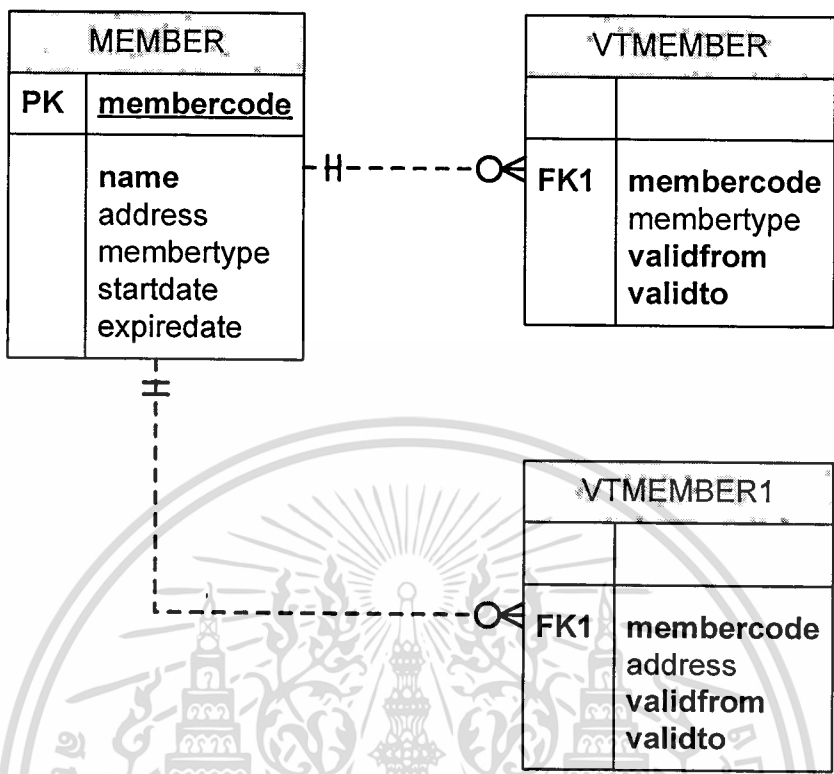 MEMBER
PK membercode
name
address
membertype
startdate
expiredate
VTMEMBER
FK1 membercode
membertype
validfrom
validto
VTMEMBER1
FK1 membercode
address
validfrom
validto